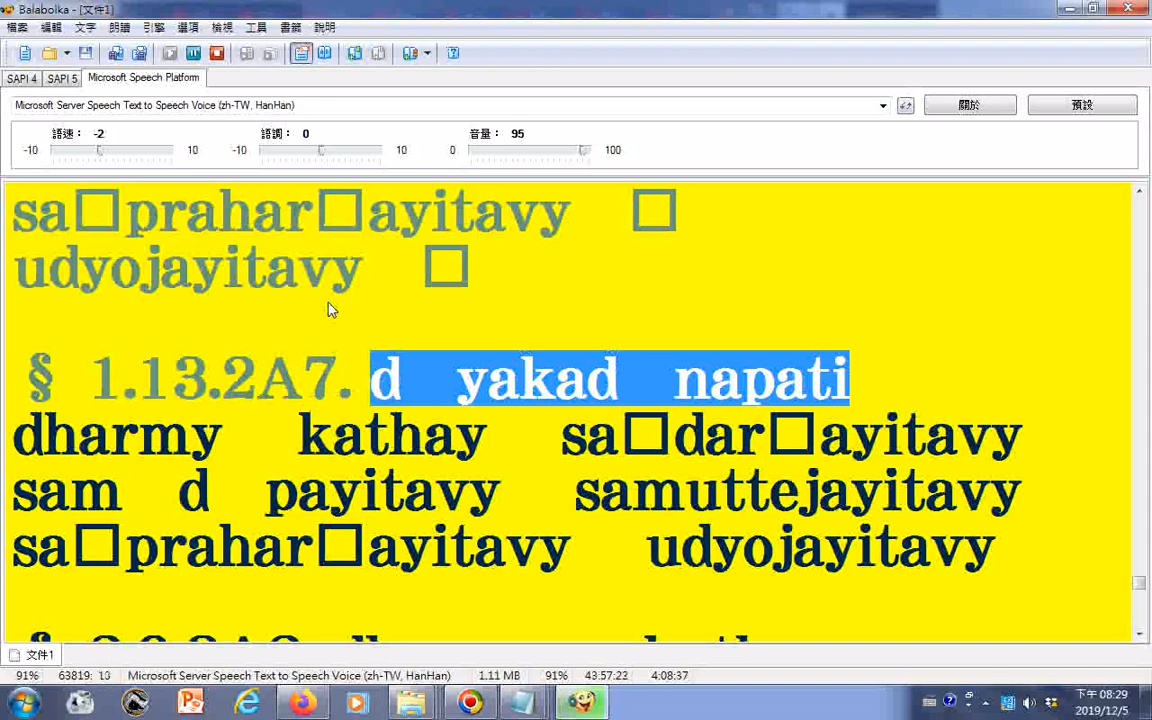 Balabolka - [文件1]
檔案 編輯 文字 朗讀 引擎 選項 檢視 工具 書籤 說明
SAPI 4 SAPI 5 Microsoft Speech Platform
Microsoft Server Speech Text to Speech Voice (zh-TW, HanHan) 關於 預設
語速： -2 語調： 0 音量： 95
-10 10 -10 10 0 100
sa□prahar□ayitavy □
udyojayitavy □
§ 1.13.2A7. d yakad napati
dharmy kathay sa□dar□ayitavy
sam d payitavy samuttejayitavy
sa□prahar□ayitavy udyojayitavy
文件1
91% 63819: 13 Microsoft Server Speech Text to Speech Voice (zh-TW, HanHan) 1.11 MB 91% 43:57:22 4:08:37
下午 08:29
2019/12/5